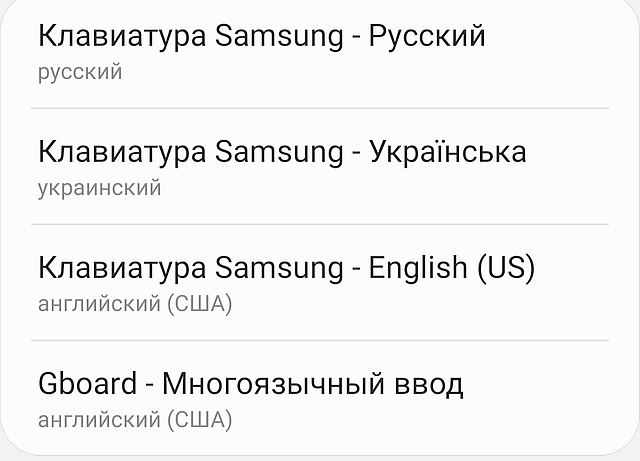 Клавиатура Samsung - Русский
русский
Клавиатура Samsung - Українська
украинский
Клавиатура Samsung - English (US)
английский (США)
Gboard - Многоязычный ввод
английский (США)